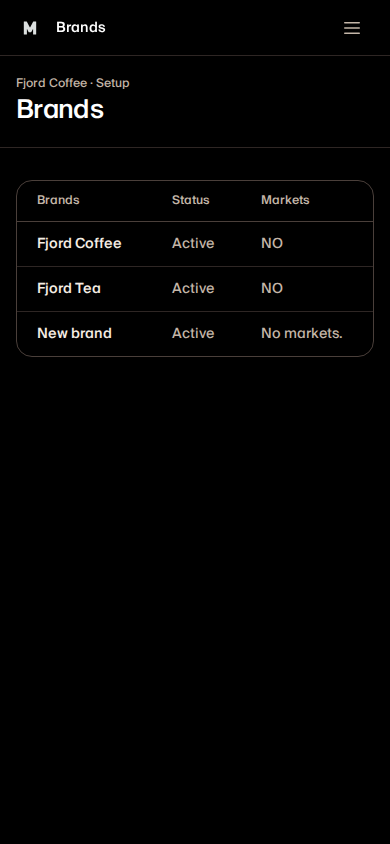 M Brands
Fjord Coffee · Setup
Brands
Brands Status Markets
Fjord Coffee Active NO
Fjord Tea Active NO
New brand Active No markets.